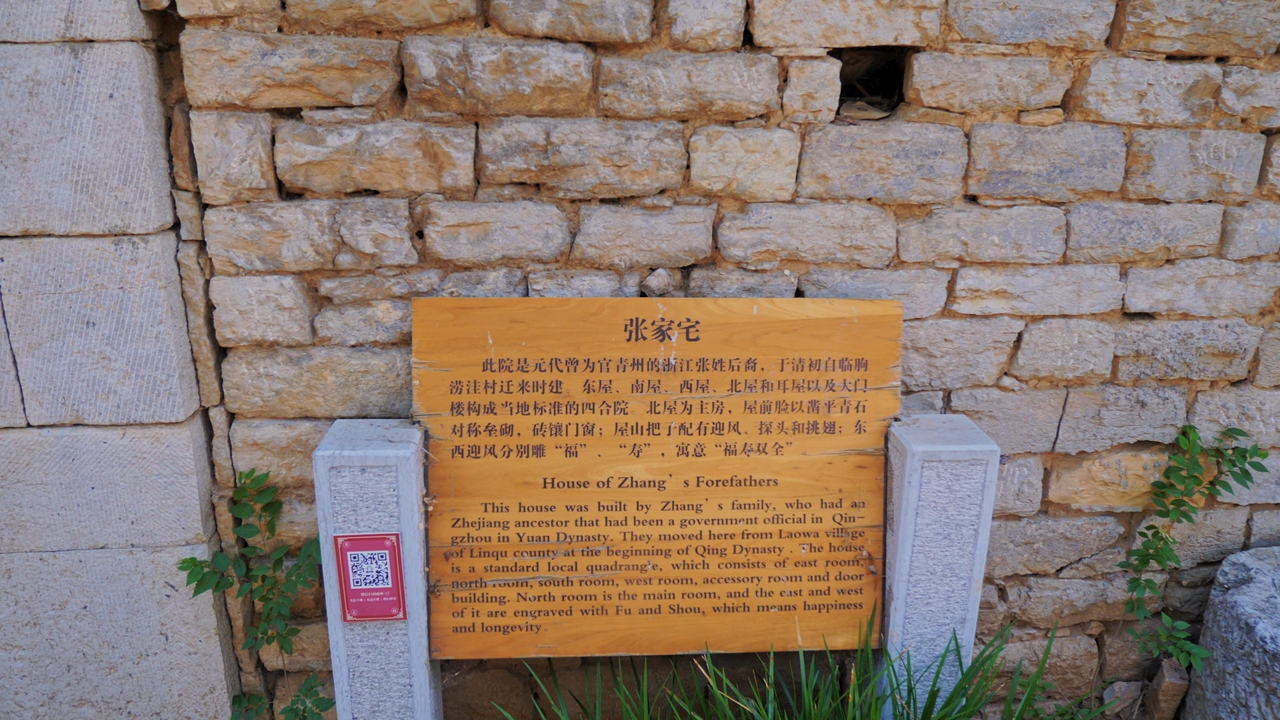 张家宅
此院是元代曾为官青州的浙江张姓后裔，于清初自临朐
涝洼村迁来时建。东屋、南屋、西屋、北屋和耳屋以及大门
楼构成当地标准的四合院。北屋为主房，屋前脸以凿平青石
对称垒砌，砖镶门窗；屋山把子配有迎风、探头和挑翅；东
西迎风分别雕“福”、“寿”，寓意“福寿双全”
House of Zhang's Forefathers
This house was built by Zhang's family, who had an
Zhejiang ancestor that had been a government official in Qin-
gzhou in Yuan Dynasty. They moved here from Laowa village
of Linqu county at the beginning of Qing Dynasty . The house
is a standard local quadrangle, which consists of east room,
north room, south room, west room, accessory room and door
building. North room is the main room, and the east and west
of it are engraved with Fu and Shou, which means happiness
and longevity.